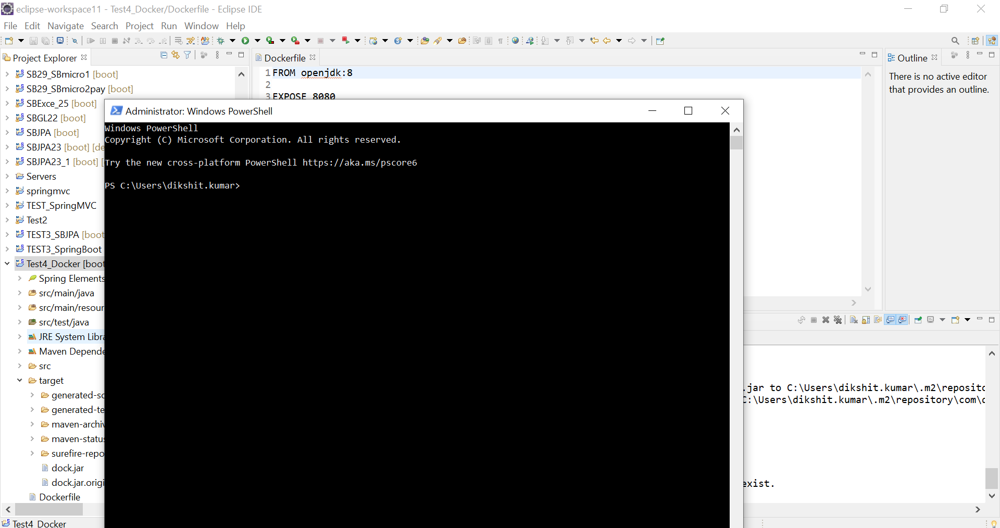 eclipse-workspace11 - Test4_Docker/Dockerfile - Eclipse IDE
File Edit Navigate Search Project Run Window Help
Project Explorer
SB29_SBmicro1 [boot]
SB29_SBmicro2pay [boot]
SBExce_25 [boot]
SBGL22 [boot]
SBJPA [boot]
SBJPA23 [boot] [de
SBJPA23_1 [boot] [
Servers
springmvc
TEST_SpringMVC
Test2
TEST3_SBJPA [boot
TEST3_SpringBoot
Test4_Docker [boot
Spring Elements
src/main/java
src/main/resour
src/test/java
JRE System Libra
Maven Depende
src
target
generated-so
generated-te
maven-archiv
maven-status
surefire-repo
dock.jar
dock.jar.origi
Dockerfile
Test4_Docker
Dockerfile
1 FROM openjdk:8
2
3 EXPOSE 8080
Administrator: Windows PowerShell
Windows PowerShell
Copyright (C) Microsoft Corporation. All rights reserved.
Try the new cross-platform PowerShell https://aka.ms/pscore6
PS C:\Users\dikshit.kumar>
Outline
There is no active editor
that provides an outline.
.jar to C:\Users\dikshit.kumar\.m2\reposito
C:\Users\dikshit.kumar\.m2\repository\com\d
exist.